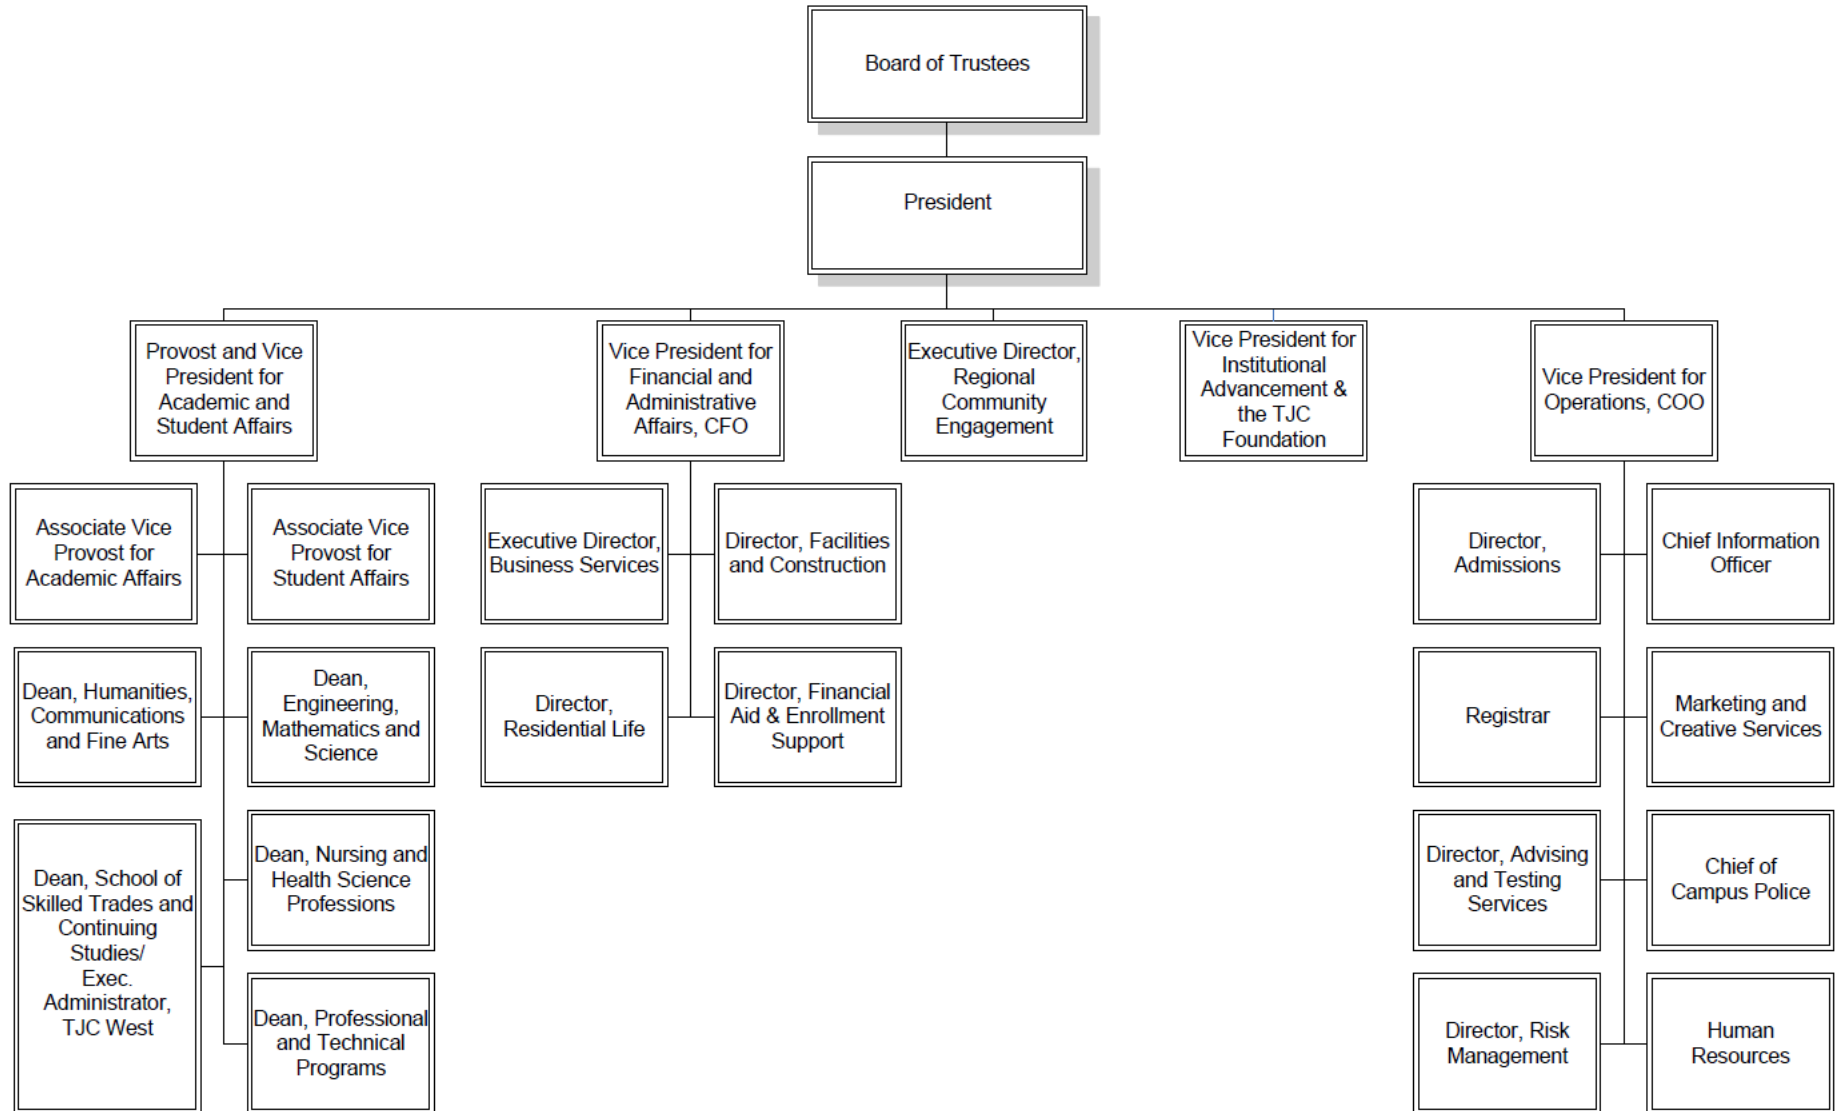 Board of Trustees
President
Provost and Vice
President for
Academic and
Student Affairs
Vice President for
Financial and
Administrative
Affairs, CFO
Executive Director,
Regional
Community
Engagement
Vice President for
Institutional
Advancement &
the TJC
Foundation
Vice President for
Operations, COO
Associate Vice
Provost for
Academic Affairs
Associate Vice
Provost for
Student Affairs
Executive Director,
Business Services
Director, Facilities
and Construction
Director,
Admissions
Chief Information
Officer
Dean, Humanities,
Communications
and Fine Arts
Dean,
Engineering,
Mathematics and
Science
Director,
Residential Life
Director, Financial
Aid & Enrollment
Support
Registrar
Marketing and
Creative Services
Dean, School of
Skilled Trades and
Continuing
Studies/
Exec.
Administrator,
TJC West
Dean, Nursing and
Health Science
Professions
Director, Advising
and Testing
Services
Chief of
Campus Police
Dean, Professional
and Technical
Programs
Director, Risk
Management
Human
Resources